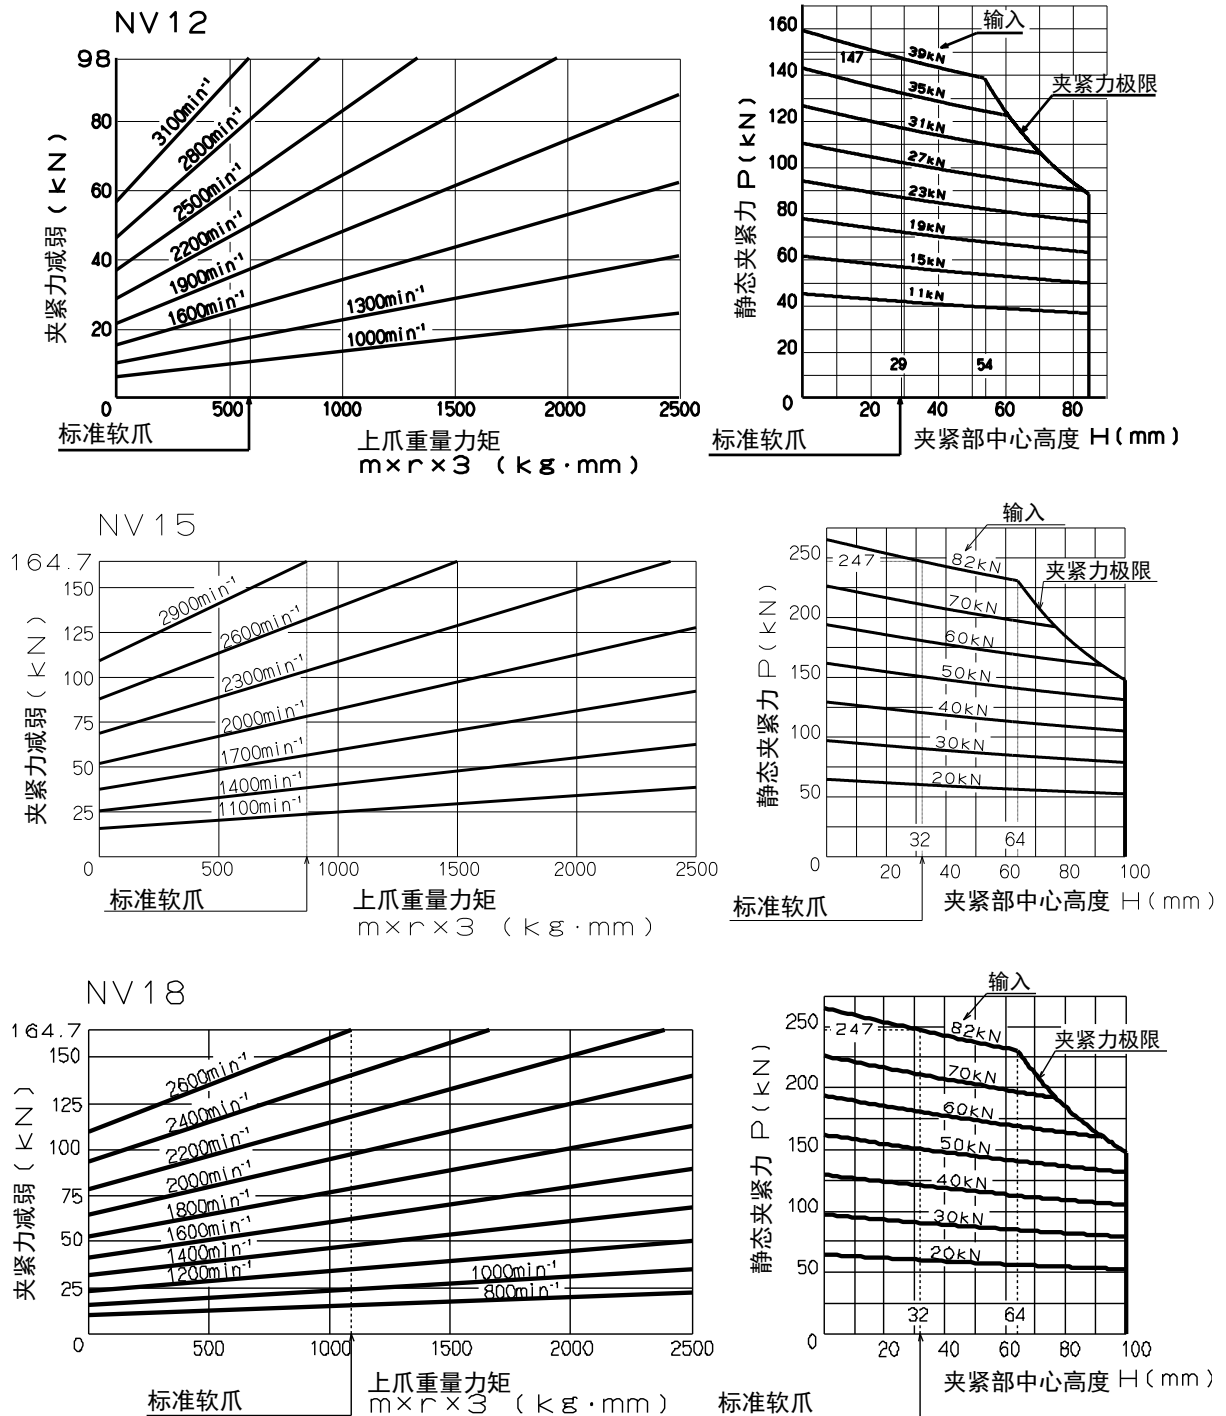 NV12
98
80
60
40
20
0
夹紧力减弱(kN)
3100min⁻¹
2800min⁻¹
2500min⁻¹
2200min⁻¹
1900min⁻¹
1600min⁻¹
1300min⁻¹
1000min⁻¹
500 1000 1500 2000 2500
标准软爪
上爪重量力矩
m×r×3 (kg·mm)
160
140
120
100
80
60
40
20
0
静态夹紧力 P(kN)
输入
147
39kN
夹紧力极限
35kN
31kN
27kN
23kN
19kN
15kN
11kN
29 54
20 40 60 80
标准软爪
夹紧部中心高度 H(mm)
NV15
164.7
150
125
100
75
50
25
夹紧力减弱(kN)
2900min⁻¹
2600min⁻¹
2300min⁻¹
2000min⁻¹
1700min⁻¹
1400min⁻¹
1100min⁻¹
0 500 1000 1500 2000 2500
标准软爪
上爪重量力矩
m×r×3 (kg·mm)
250
200
150
100
50
0
静态夹紧力 P(kN)
输入
247
82kN
夹紧力极限
70kN
60kN
50kN
40kN
30kN
20kN
32 64
20 40 60 80 100
标准软爪
夹紧部中心高度 H(mm)
NV18
164.7
150
125
100
75
50
25
夹紧力减弱(kN)
2600min⁻¹
2400min⁻¹
2200min⁻¹
2000min⁻¹
1800min⁻¹
1600min⁻¹
1400min⁻¹
1200min⁻¹
1000min⁻¹
800min⁻¹
0 500 1000 1500 2000 2500
标准软爪
上爪重量力矩
m×r×3 (kg·mm)
250
200
150
100
50
0
静态夹紧力 P(kN)
输入
247
82kN
夹紧力极限
70kN
60kN
50kN
40kN
30kN
20kN
32 64
20 40 60 80 100
标准软爪
夹紧部中心高度 H(mm)